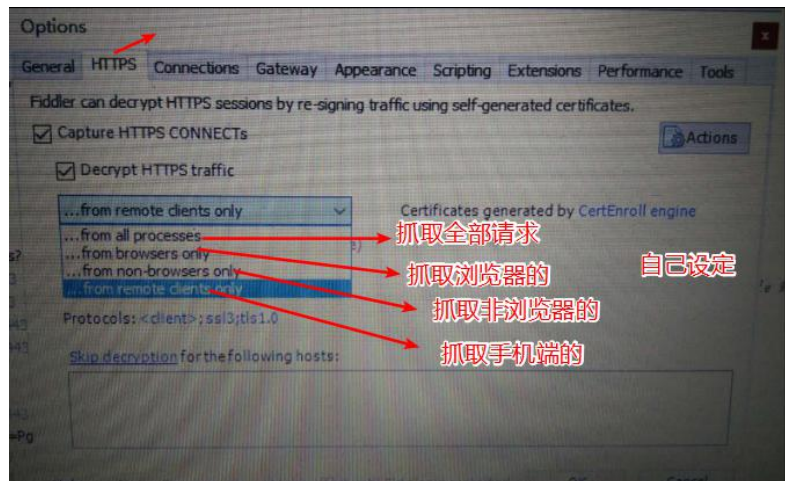 Options
x
General HTTPS Connections Gateway Appearance Scripting Extensions Performance Tools
Fiddler can decrypt HTTPS sessions by re-signing traffic using self-generated certificates.
Capture HTTPS CONNECTs
Actions
Decrypt HTTPS traffic
...from remote clients only
Certificates generated by CertEnroll engine
...from all processes
抓取全部请求
...from browsers only
抓取浏览器的
自己设定
...from non-browsers only
抓取非浏览器的
...from remote clients only
抓取手机端的
Protocols: <client>;ssl3;tls1.0
Skip decryption for the following hosts: